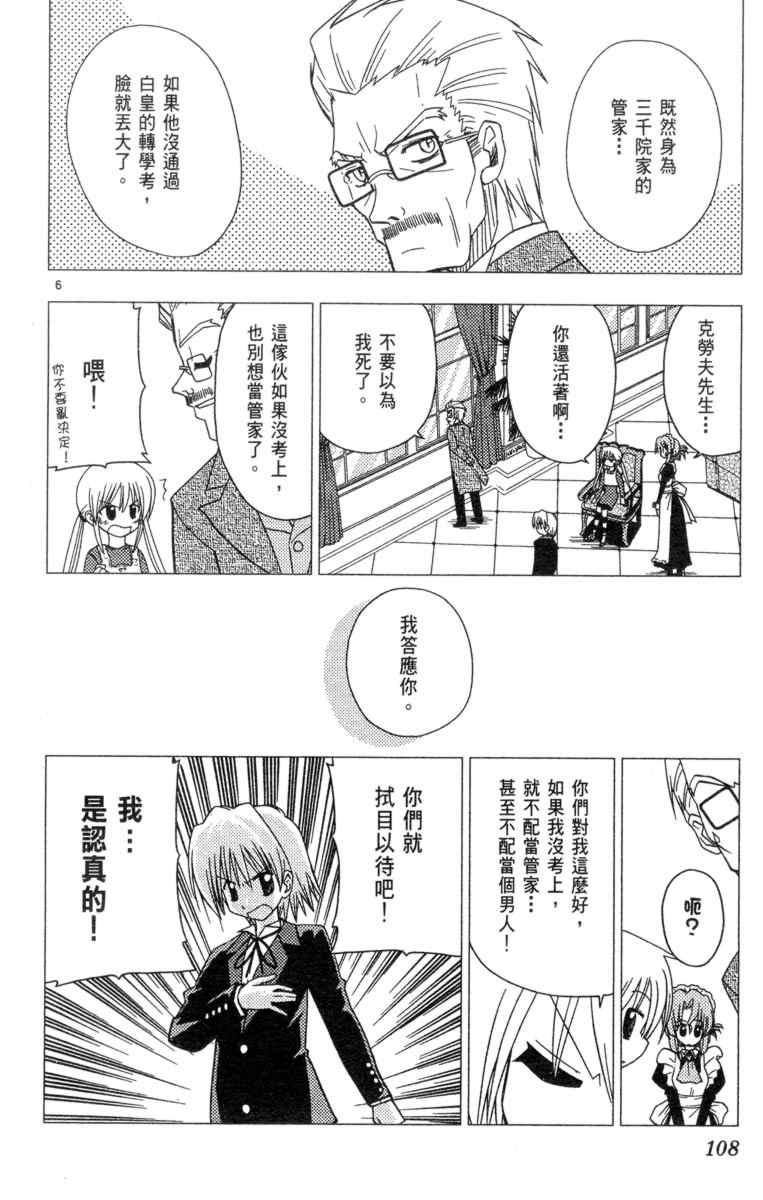 既然身為
三千院家的
管家…
如果他沒通過
白皇的轉學考，
臉就丟大了。
6
克勞夫先生…
你還活著啊…
不要以為
我死了。
這傢伙如果沒考上，
也別想當管家了。
喂！
你不要亂決定！
我答應你。
呃？
你們對我這麼好，
如果我沒考上，
就不配當管家…
甚至不配當個男人！
你們就
拭目以待吧！
我…
是認真的！
108